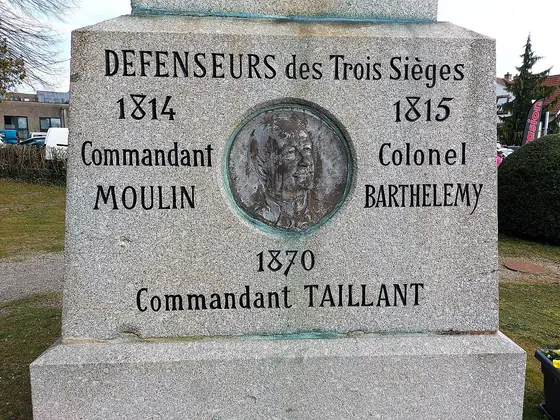 DEFENSEURS des Trois Sièges
1814
Commandant
MOULIN
1815
Colonel
BARTHELEMY
1870
Commandant TAILLANT